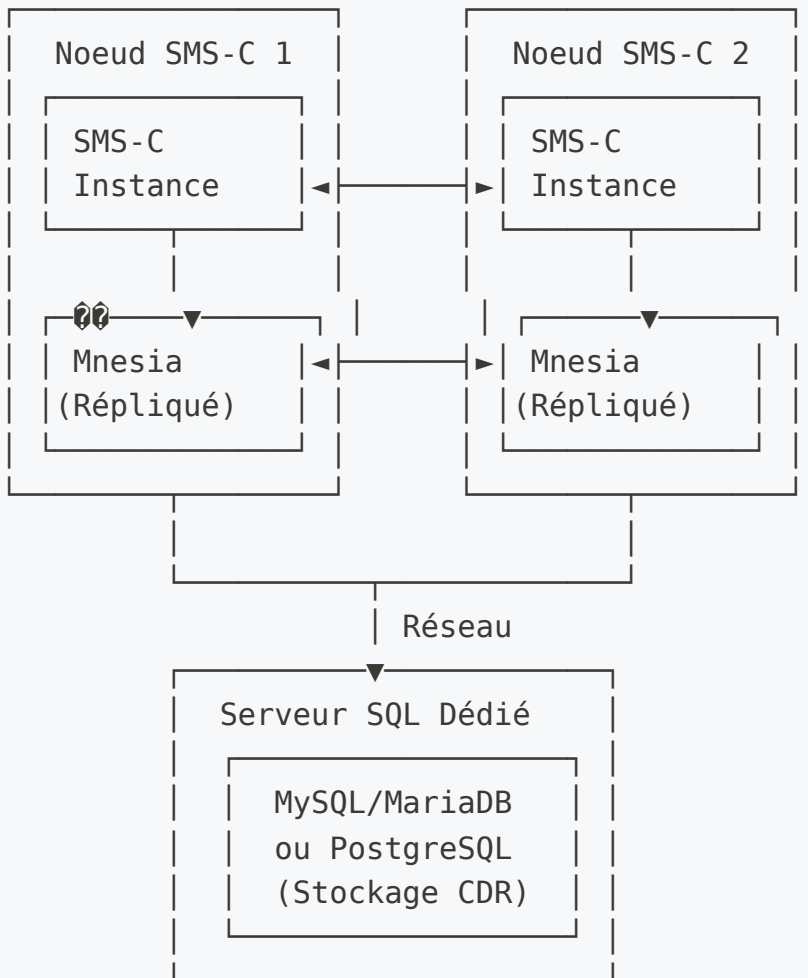 Noeud SMS-C 1 Noeud SMS-C 2
SMS-C SMS-C
Instance Instance
��
Mnesia Mnesia
(Répliqué) (Répliqué)
Réseau
Serveur SQL Dédié
MySQL/MariaDB
ou PostgreSQL
(Stockage CDR)